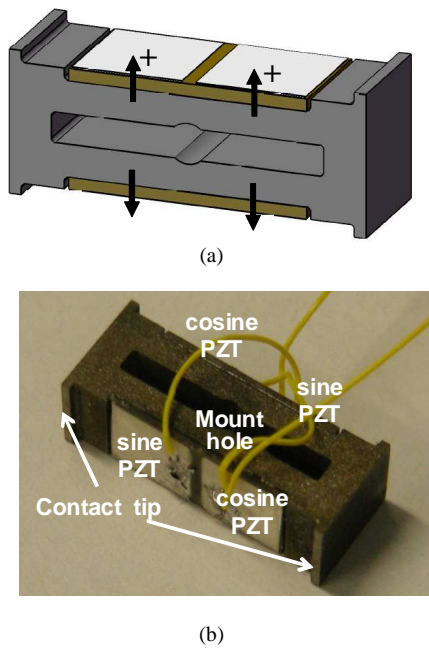 +
+
(a)
cosine
PZT
sine
PZT
Mount
hole
sine
PZT
cosine
PZT
Contact tip
(b)